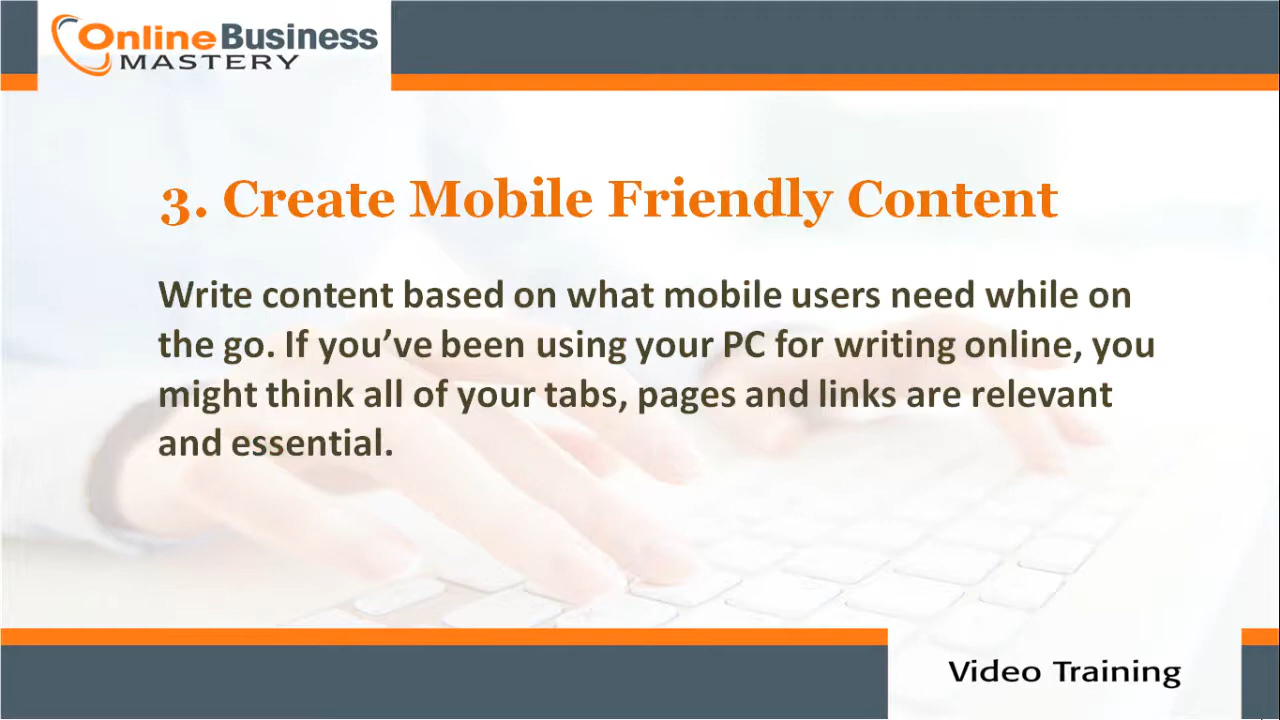 Online Business
MASTERY
3. Create Mobile Friendly Content
Write content based on what mobile users need while on
the go. If you’ve been using your PC for writing online, you
might think all of your tabs, pages and links are relevant
and essential.
Video Training